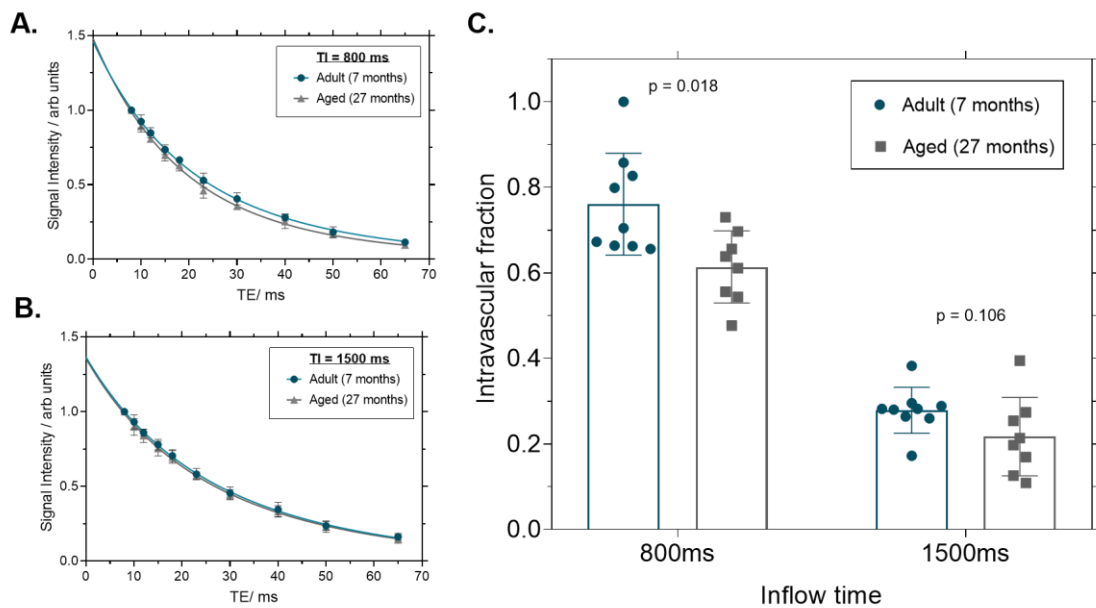 A.
1.5
1.0
0.5
0.0
Signal Intensity / arb units
TI = 800 ms
Adult (7 months)
Aged (27 months)
0 10 20 30 40 50 60 70
TE/ ms
B.
1.5
1.0
0.5
0.0
Signal Intensity / arb units
TI = 1500 ms
Adult (7 months)
Aged (27 months)
0 10 20 30 40 50 60 70
TE/ ms
C.
1.0
0.8
0.6
0.4
0.2
0.0
Intravascular fraction
p = 0.018
Adult (7 months)
Aged (27 months)
p = 0.106
800ms 1500ms
Inflow time